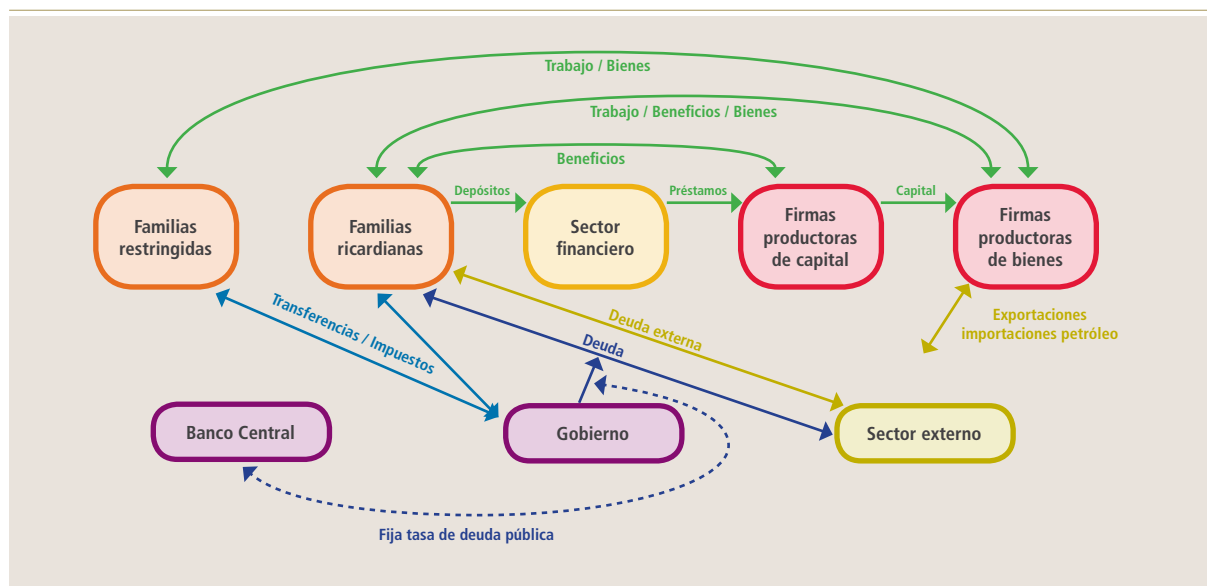 Trabajo / Bienes
Trabajo / Beneficios / Bienes
Beneficios
Depósitos
Préstamos
Capital
Familias
restringidas
Familias
ricardianas
Sector
financiero
Firmas
productoras
de capital
Firmas
productoras
de bienes
Transferencias / Impuestos
Deuda externa
Deuda
Exportaciones
importaciones petróleo
Banco Central
Gobierno
Sector externo
Fija tasa de deuda pública